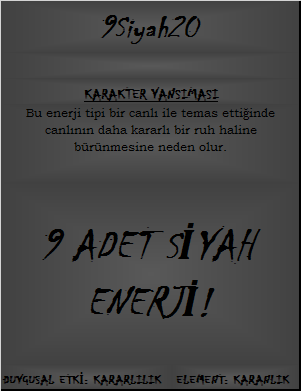 9Siyah20
KARAKTER YANSIMASI
Bu enerji tipi bir canlı ile temas ettiğinde
canlının daha kararlı bir ruh haline
bürünmesine neden olur.
9 ADET SİYAH
ENERJİ!
DUYGUSAL ETKİ: KARARLILIK ELEMENT: KARANLIK